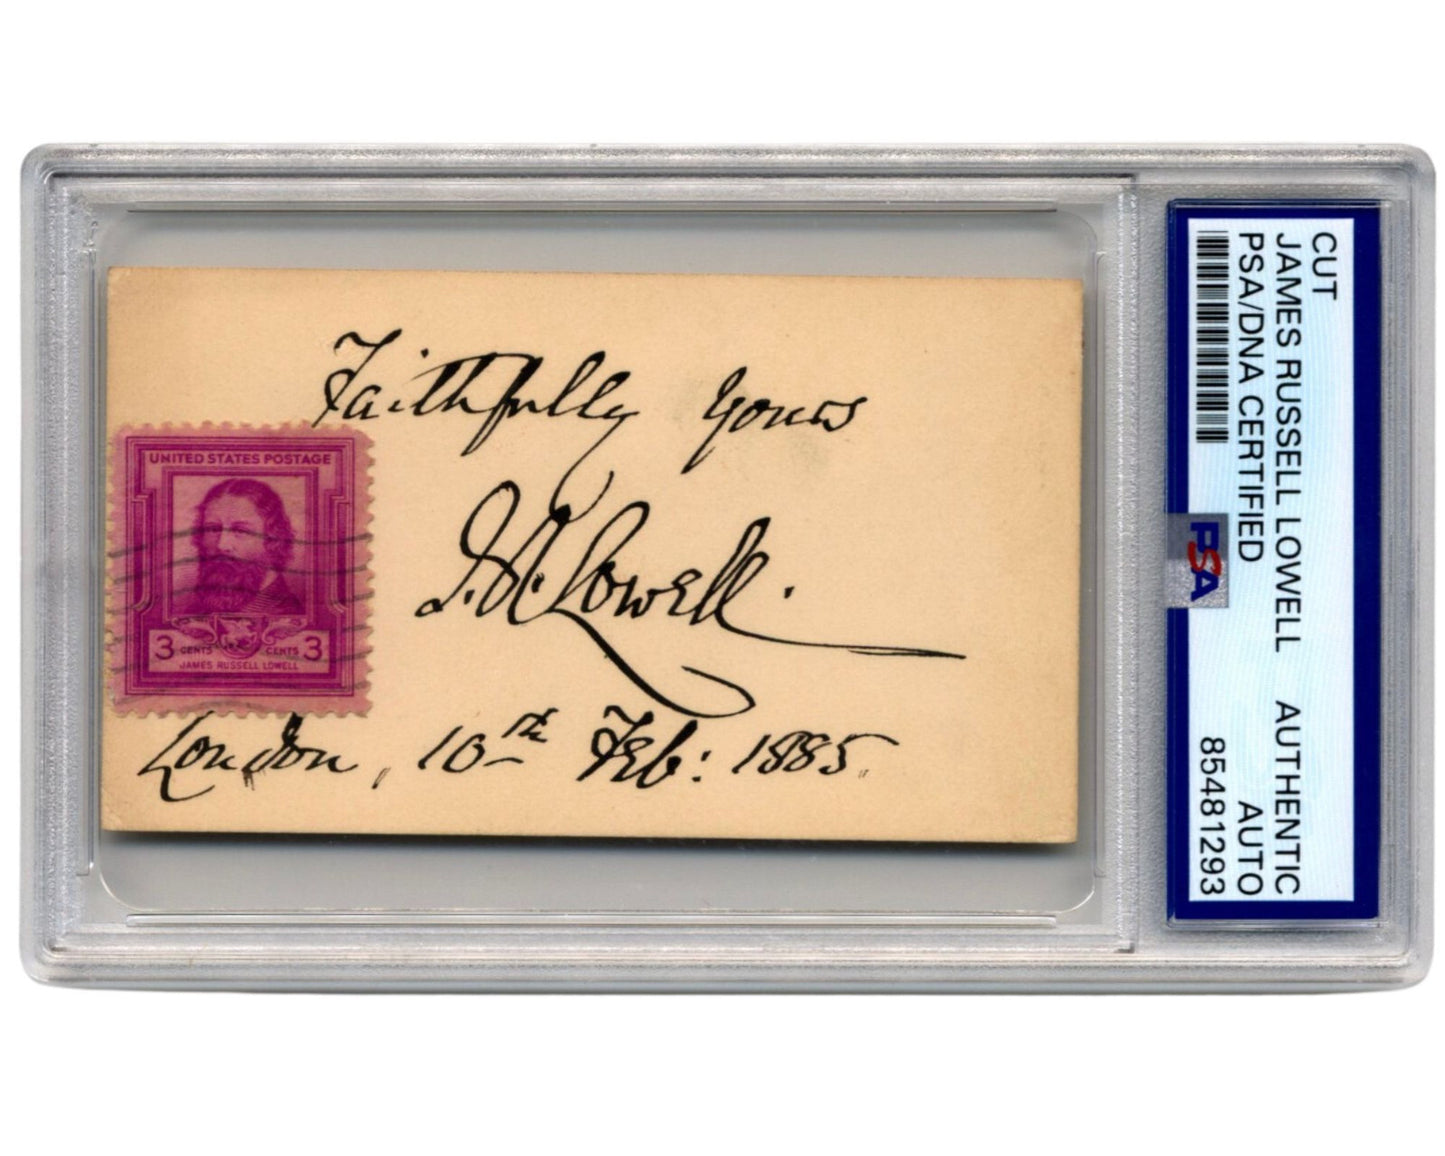 Faithfully Yours
J. R. Lowell.
London, 10th Feb: 1885.
UNITED STATES POSTAGE
3 CENTS CENTS 3
JAMES RUSSELL LOWELL
CUT
JAMES RUSSELL LOWELL AUTHENTIC
PSA/DNA CERTIFIED AUTO
85481293
PSA